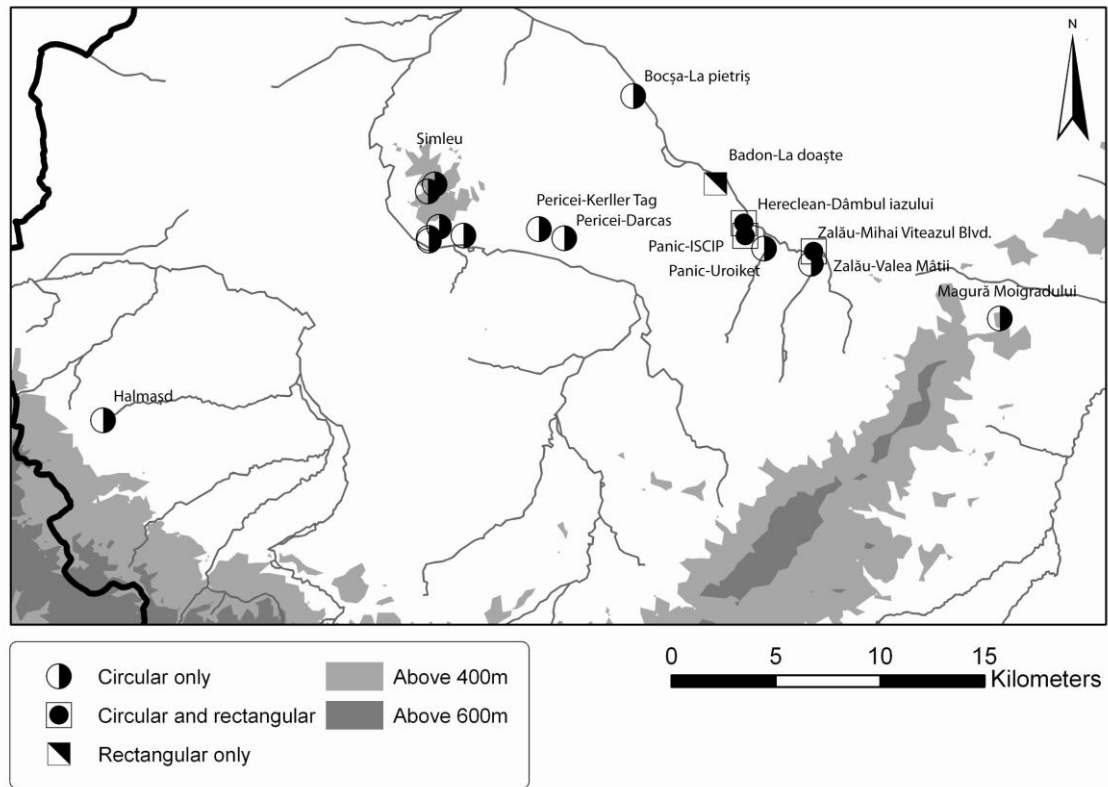 N
Bocșa-La pietriș
Șimleu
Badon-La doaște
Pericei-Kerller Tag
Hereclean-Dâmbul iazului
Pericei-Darcas
Zalău-Mihai Viteazul Blvd.
Panic-ISCIP
Panic-Uroiket
Zalău-Valea Mâtii
Magură Moigradului
Halmașd
Circular only
Circular and rectangular
Rectangular only
Above 400m
Above 600m
0 5 10 15
Kilometers